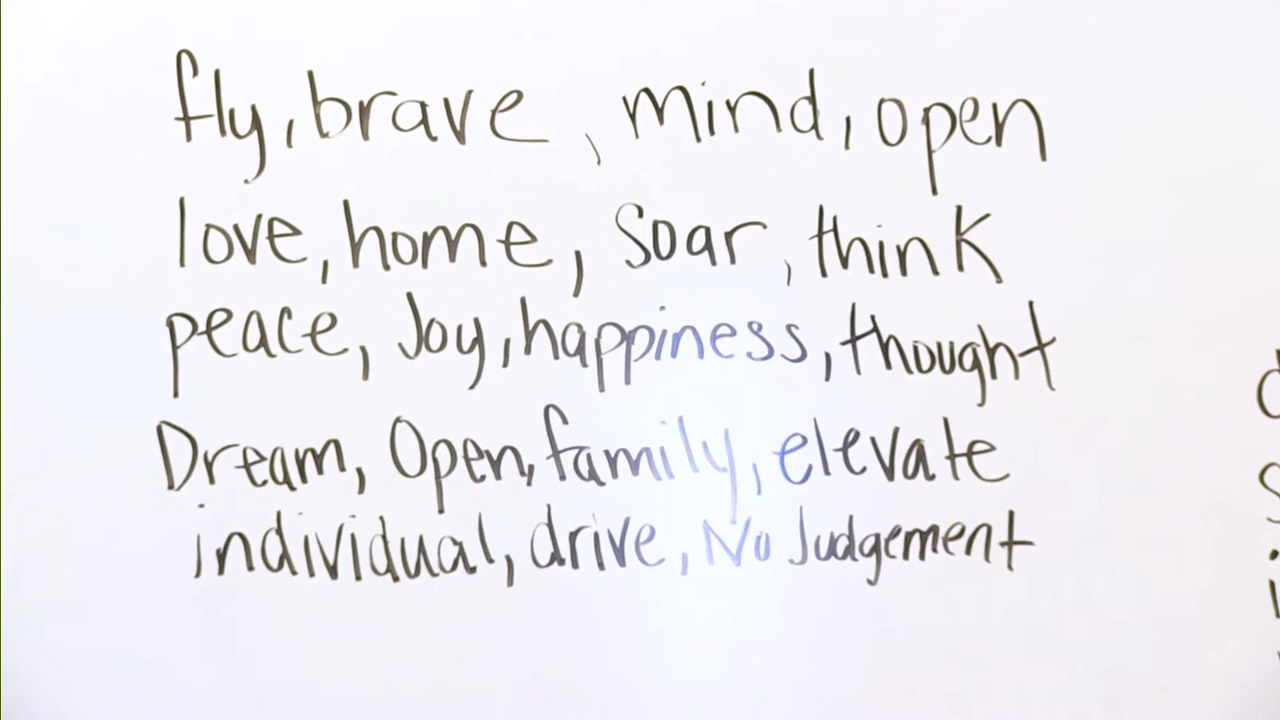 fly, brave, mind, open
love, home, Soar, think
peace, Joy, happiness, thought
Dream, Open, family, elevate
individual, drive, No Judgement